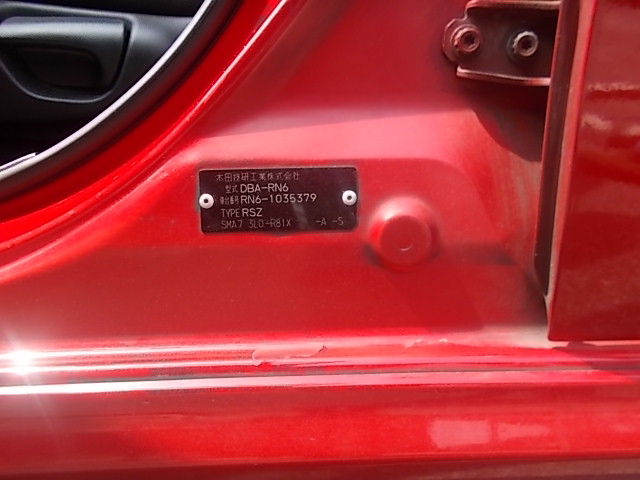 本田技研工業株式会社
型式 DBA-RN6
車台番号 RN6-1035379
TYPE RSZ
SMA7 3LD-R81X -A -5